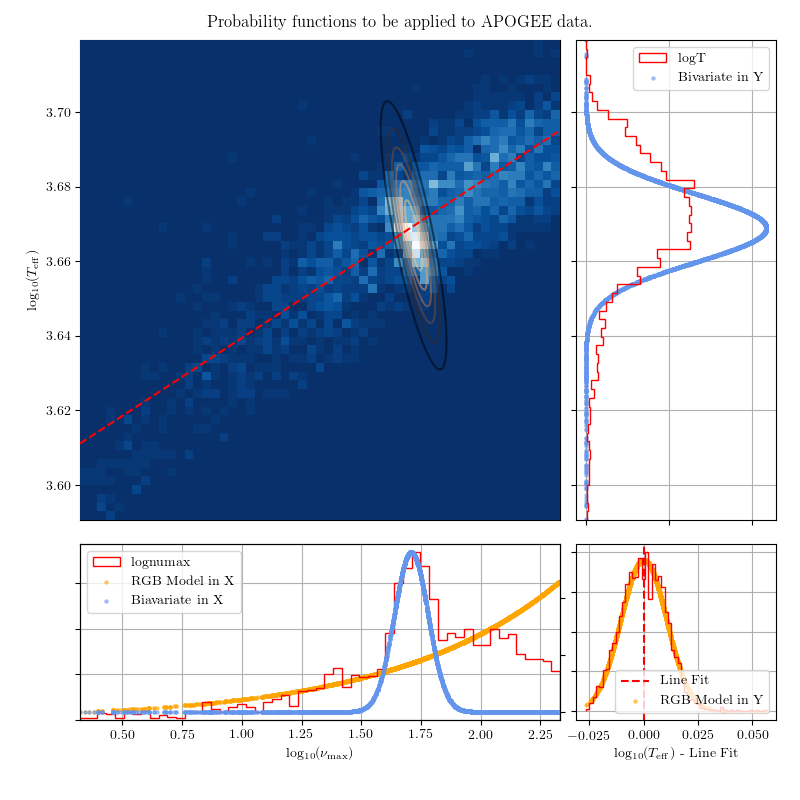 Probability functions to be applied to APOGEE data.
3.70
3.68
3.66
3.64
3.62
3.60
log10(Teff)
logT
Bivariate in Y
lognumax
RGB Model in X
Biavariate in X
0.50 0.75 1.00 1.25 1.50 1.75 2.00 2.25
log10(νmax)
Line Fit
RGB Model in Y
−0.025 0.000 0.025 0.050
log10(Teff) - Line Fit